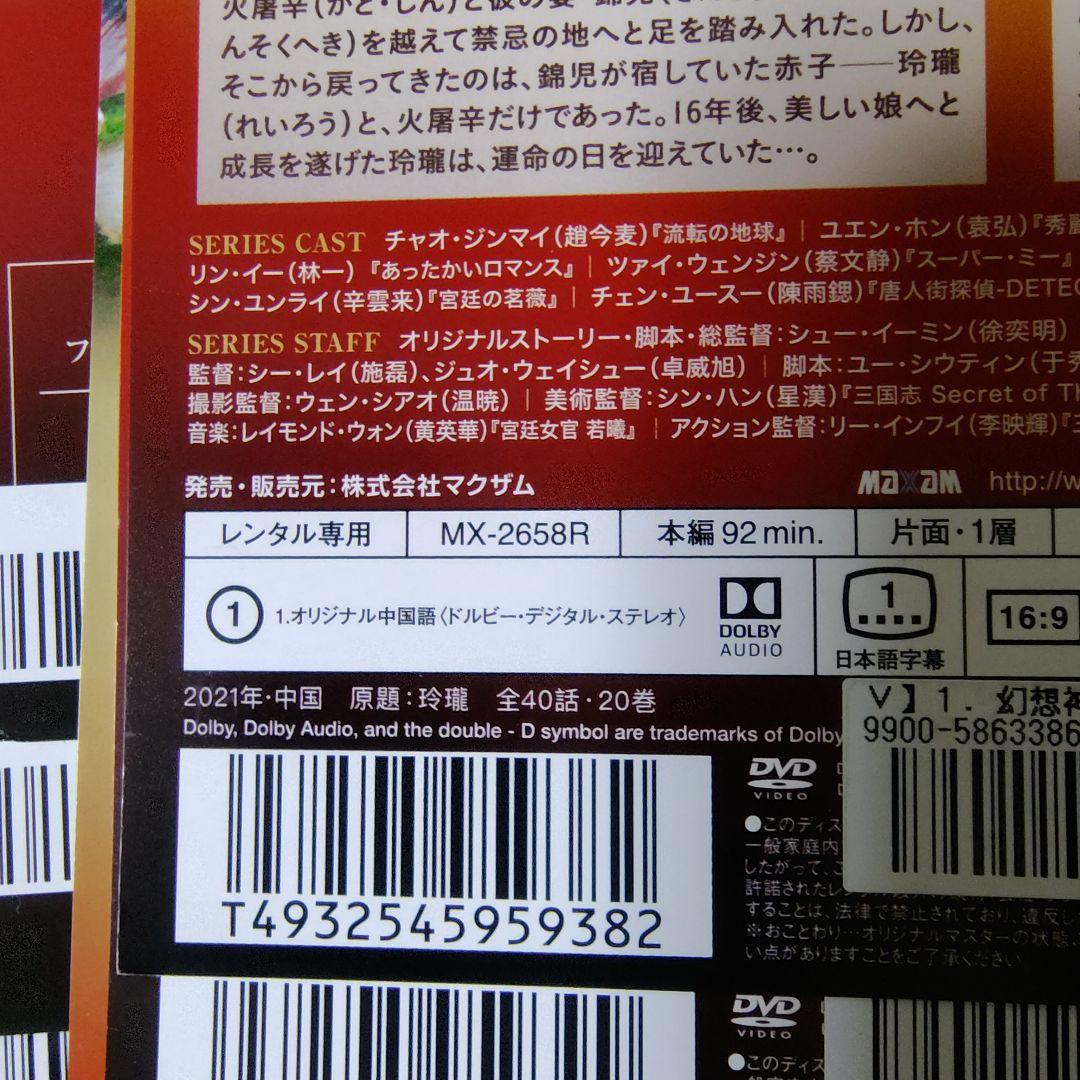 火屠辛(かと・しん)と彼の妻・錦児(き
んそくへき)を越えて禁忌の地へと足を踏み入れた。しかし、
そこから戻ってきたのは、錦児が宿していた赤子——玲瓏
(れいろう)と、火屠辛だけであった。16年後、美しい娘へと
成長を遂げた玲瓏は、運命の日を迎えていた…。
SERIES CAST チャオ・ジンマイ(趙今麦)『流転の地球』| ユエン・ホン(袁弘)『秀麗
リン・イー(林一)『あったかいロマンス』| ツァイ・ウェンジン(蔡文静)『スーパー・ミー』
シン・ユンライ(辛雲来)『宮廷の茗薇』| チェン・ユースー(陳雨鍶)『唐人街探偵-DETEC
SERIES STAFF オリジナルストーリー・脚本・総監督:シュー・イーミン(徐奕明)
監督:シー・レイ(施磊)、ジュオ・ウェイシュー(卓威旭) | 脚本:ユー・シウティン(于秀
撮影監督:ウェン・シアオ(温暁) | 美術監督:シン・ハン(星漢)『三国志 Secret of Th
音楽:レイモンド・ウォン(黄英華)『宮廷女官 若曦』 | アクション監督:リー・インフイ(李映輝)『三
発売・販売元:株式会社マクザム MAXAM http://w
レンタル専用 MX-2658R 本編 92 min. 片面・1層
① 1.オリジナル中国語〈ドルビー・デジタル・ステレオ〉 DOLBY AUDIO 1 日本語字幕 16:9
2021年・中国 原題:玲瓏 全40話・20巻
Dolby, Dolby Audio, and the double - D symbol are trademarks of Dolby
V】1. 幻想神
9900-5863386
DVD VIDEO
●このディス
一般家庭内
したがって、こ
許諾されたレ
することは、法律で禁止されており、違反し
※おことわり…オリジナルマスターの状態、
い点がありますことをご了承ください
T4932545959382
DVD VIDEO
●このディス
フ